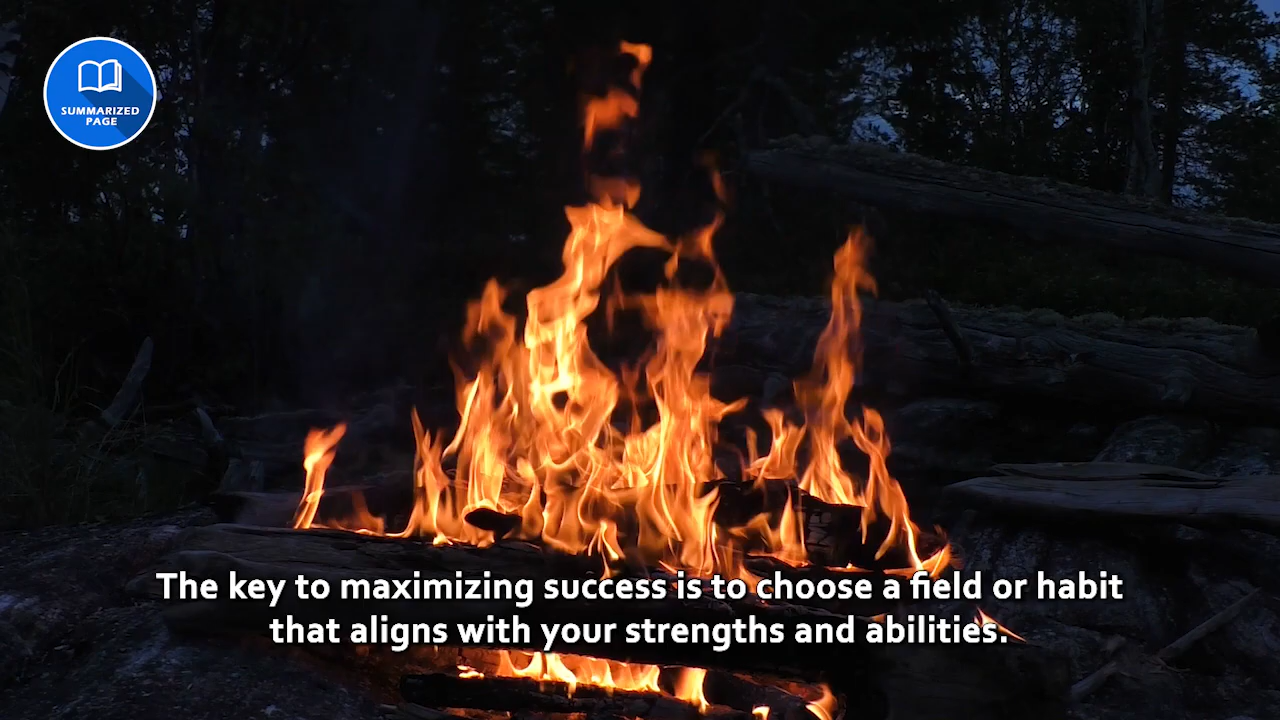 SUMMARIZED
PAGE
The key to maximizing success is to choose a field or habit
that aligns with your strengths and abilities.